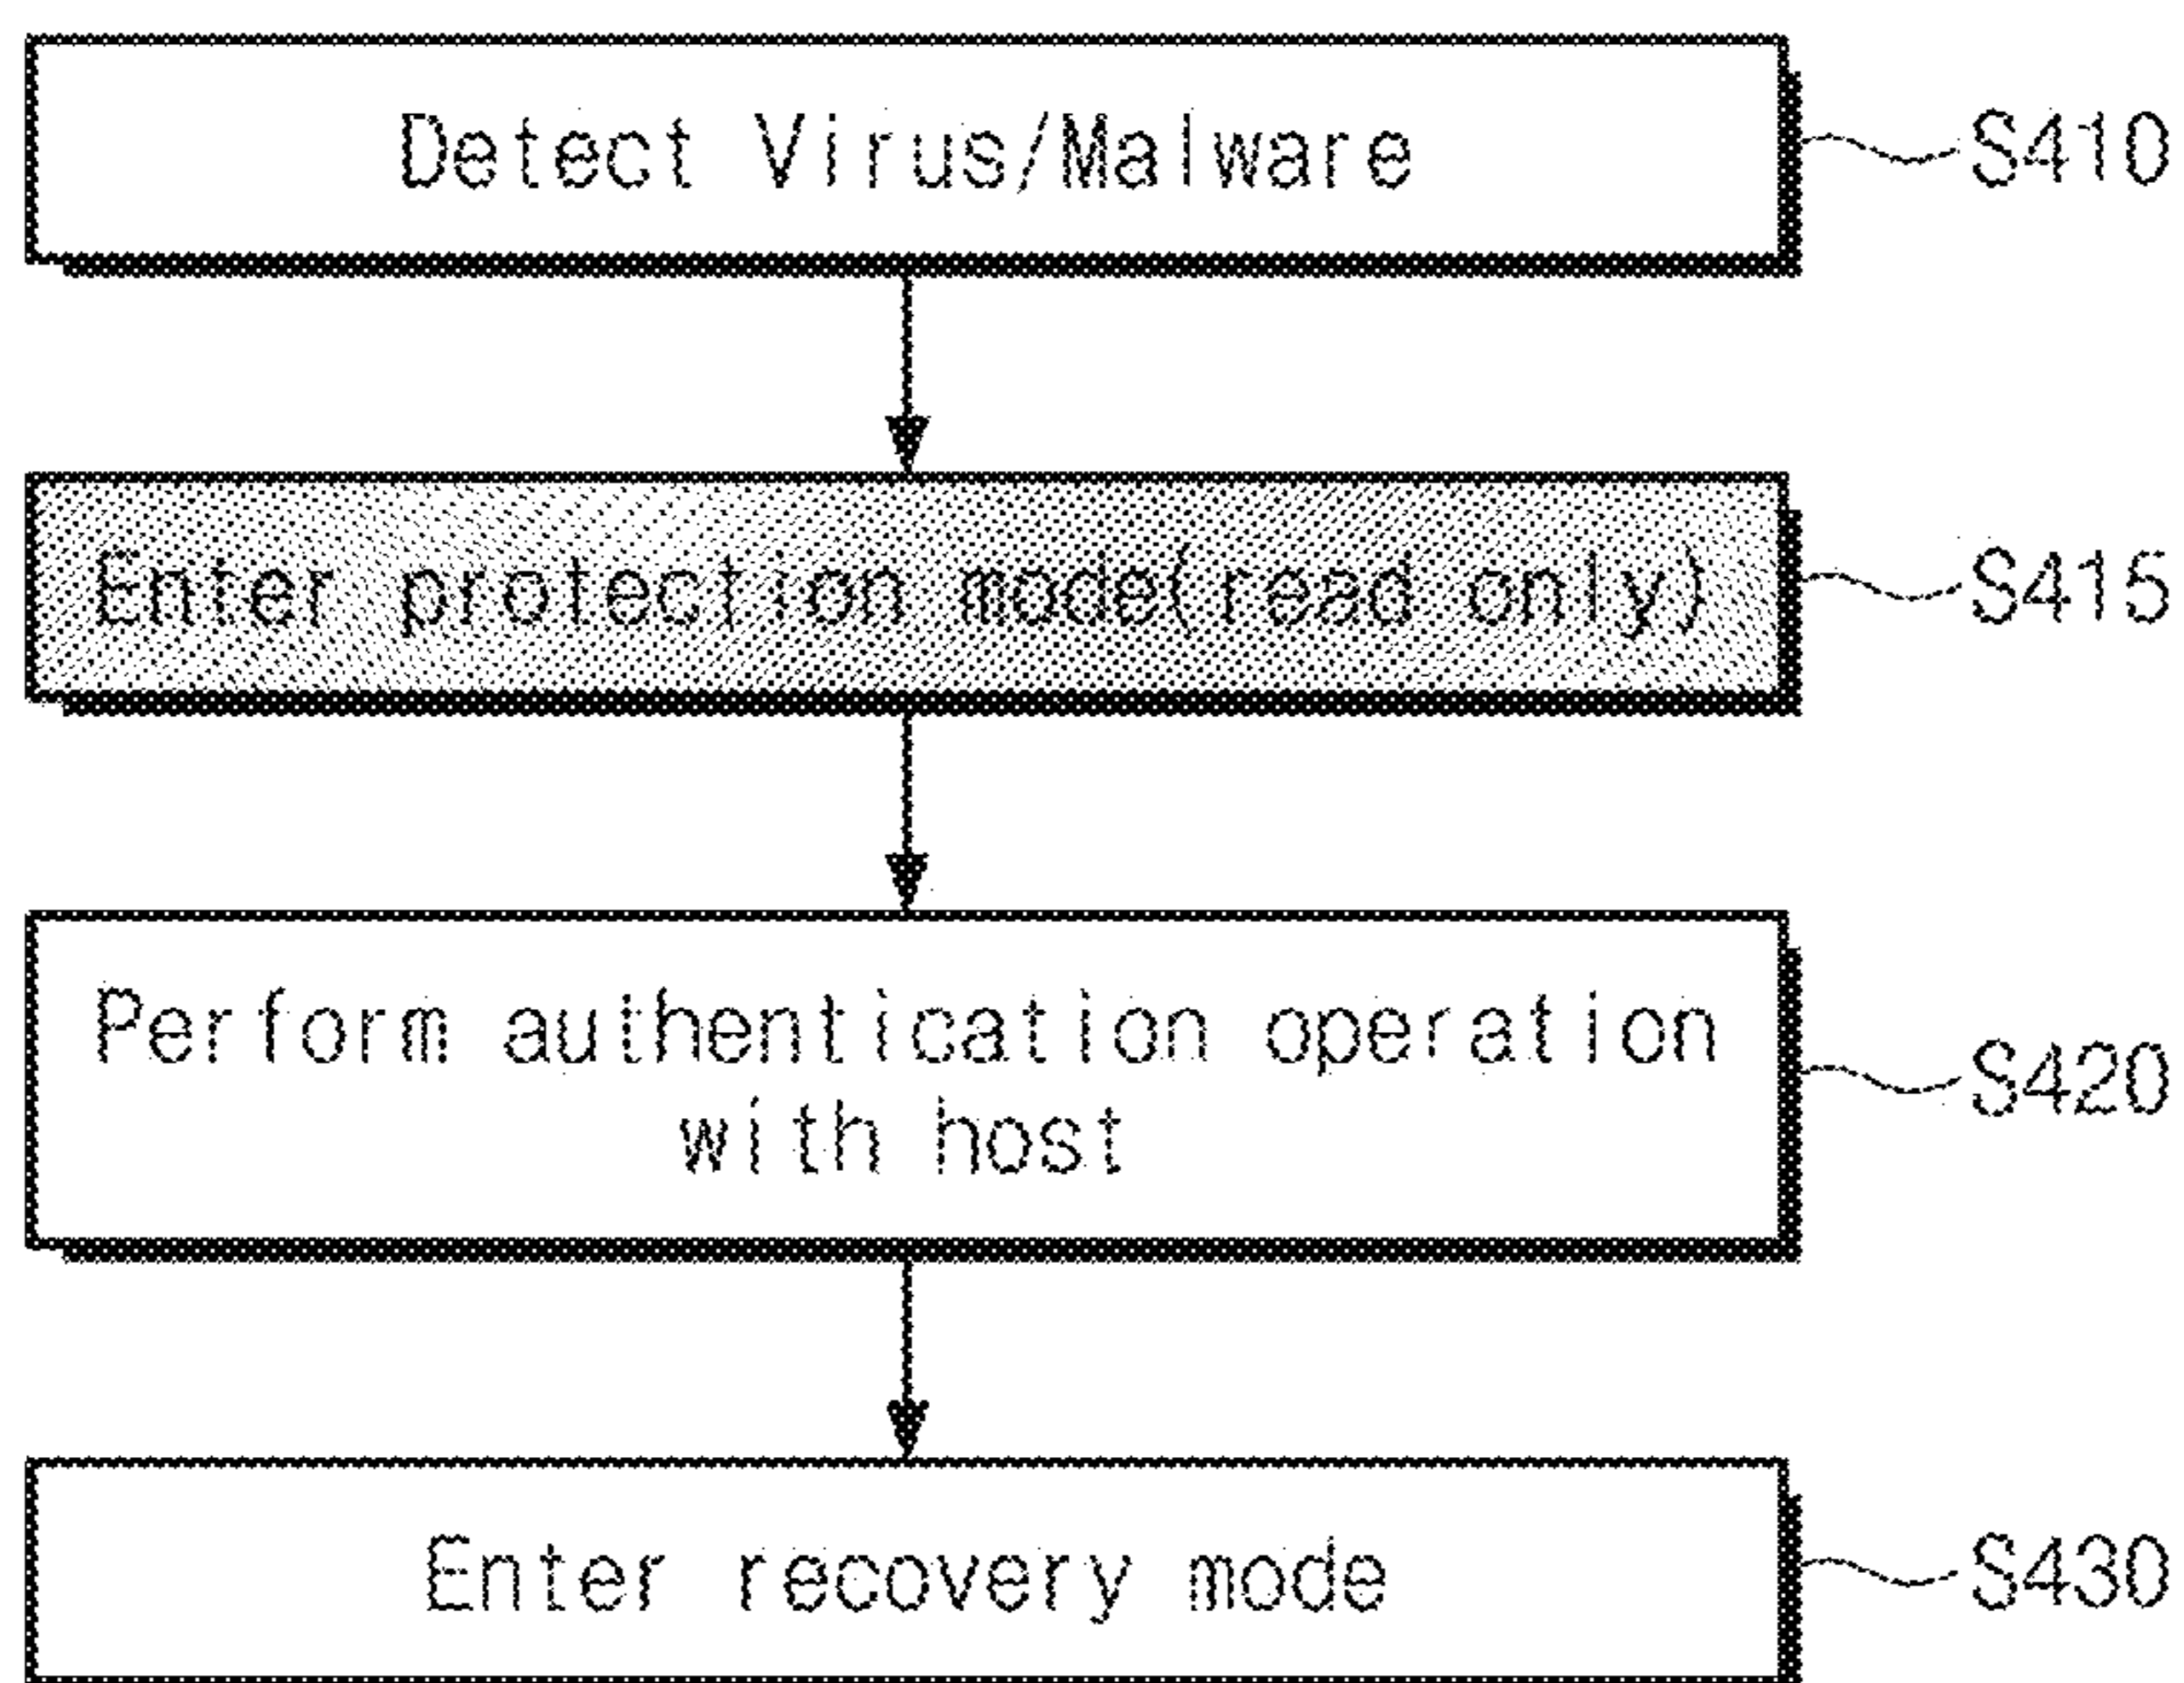 Detect Virus/Malware
S410
Enter protection mode(read only)
S415
Perform authentication operation
with host
S420
Enter recovery mode
S430